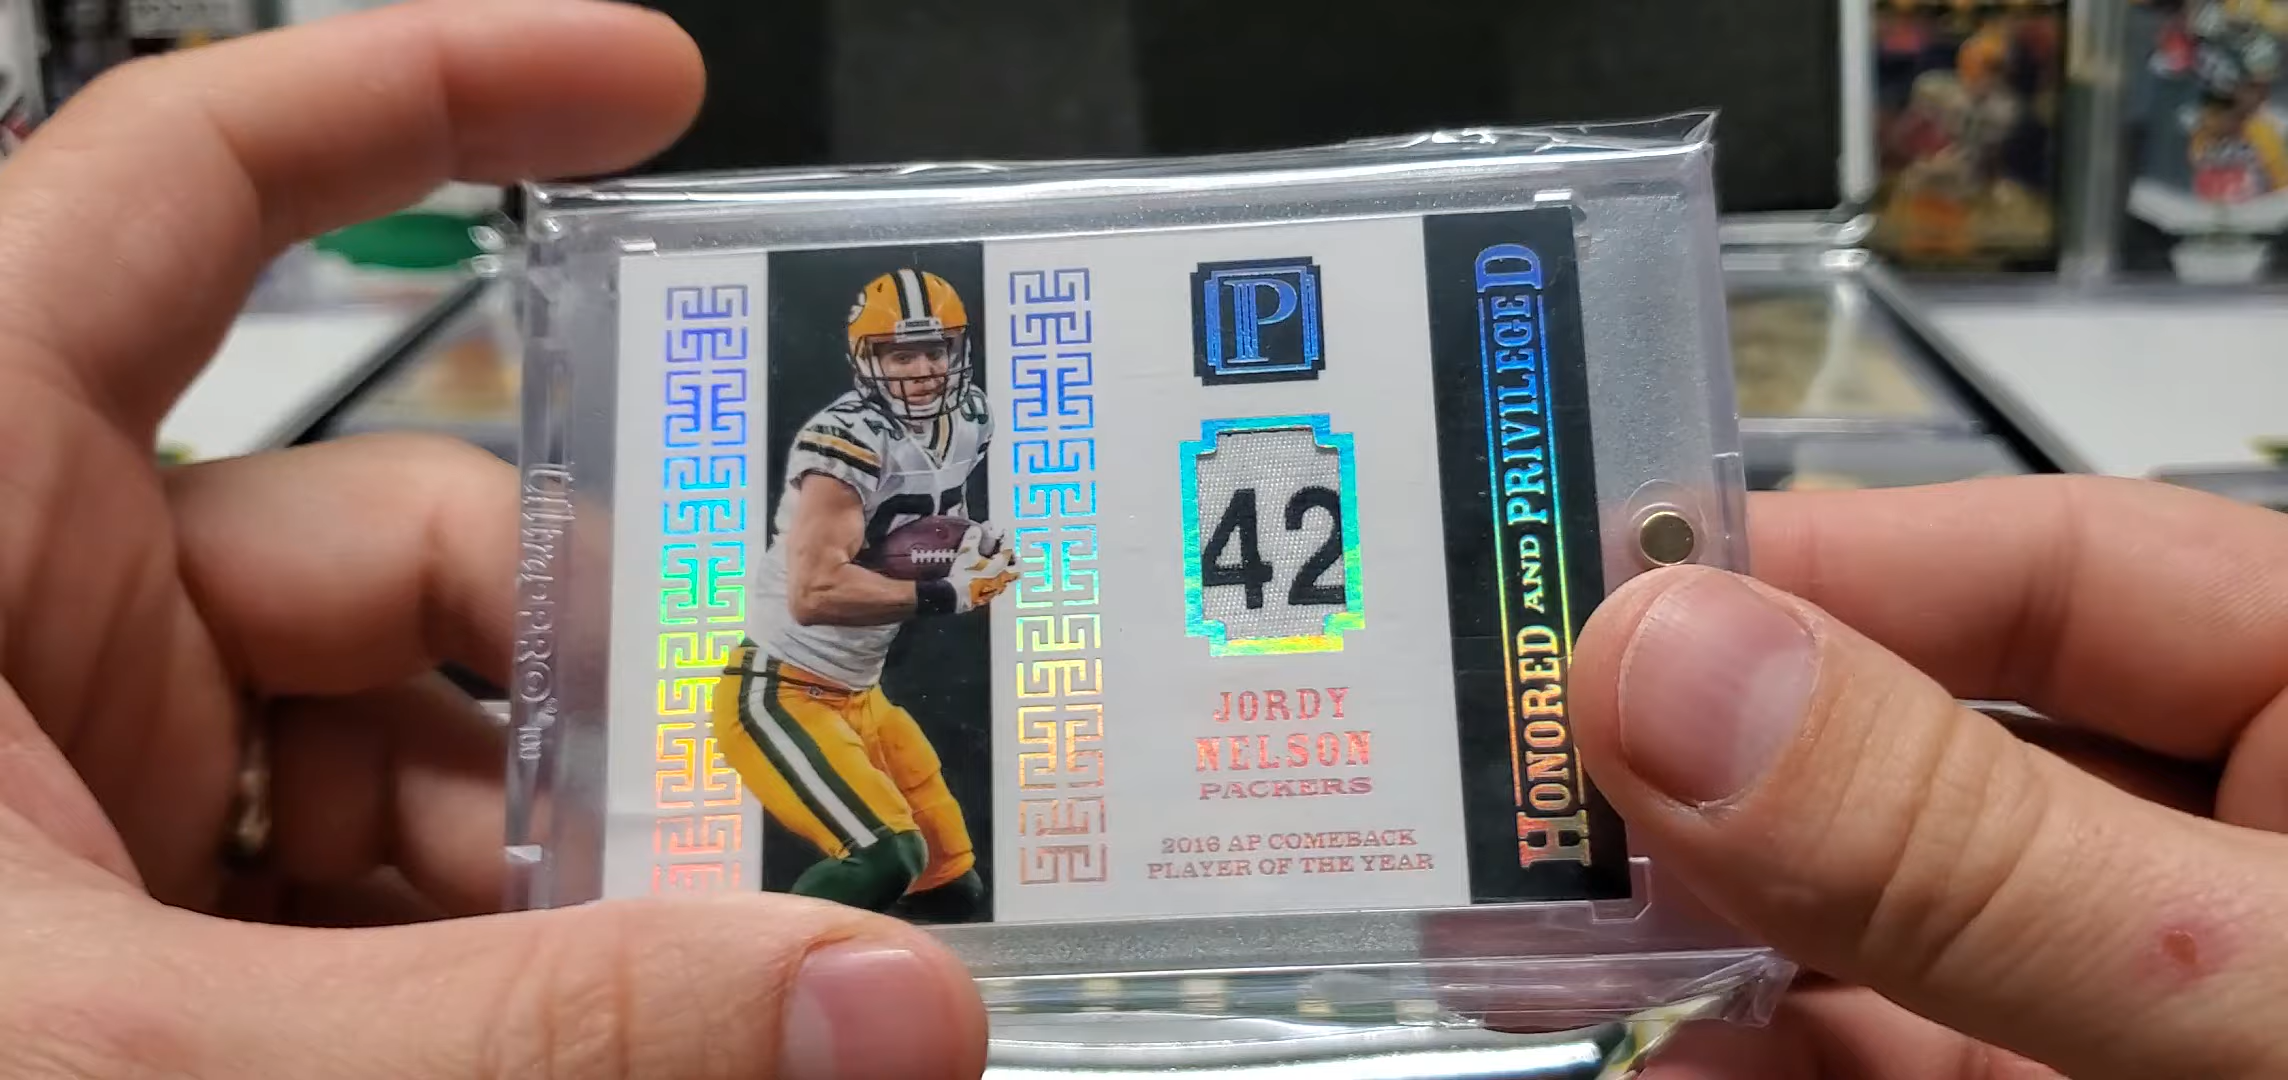 P
42
JORDY
NELSON
PACKERS
2016 AP COMEBACK
PLAYER OF THE YEAR
HONORED AND PRIVILEGED
UltraPRO